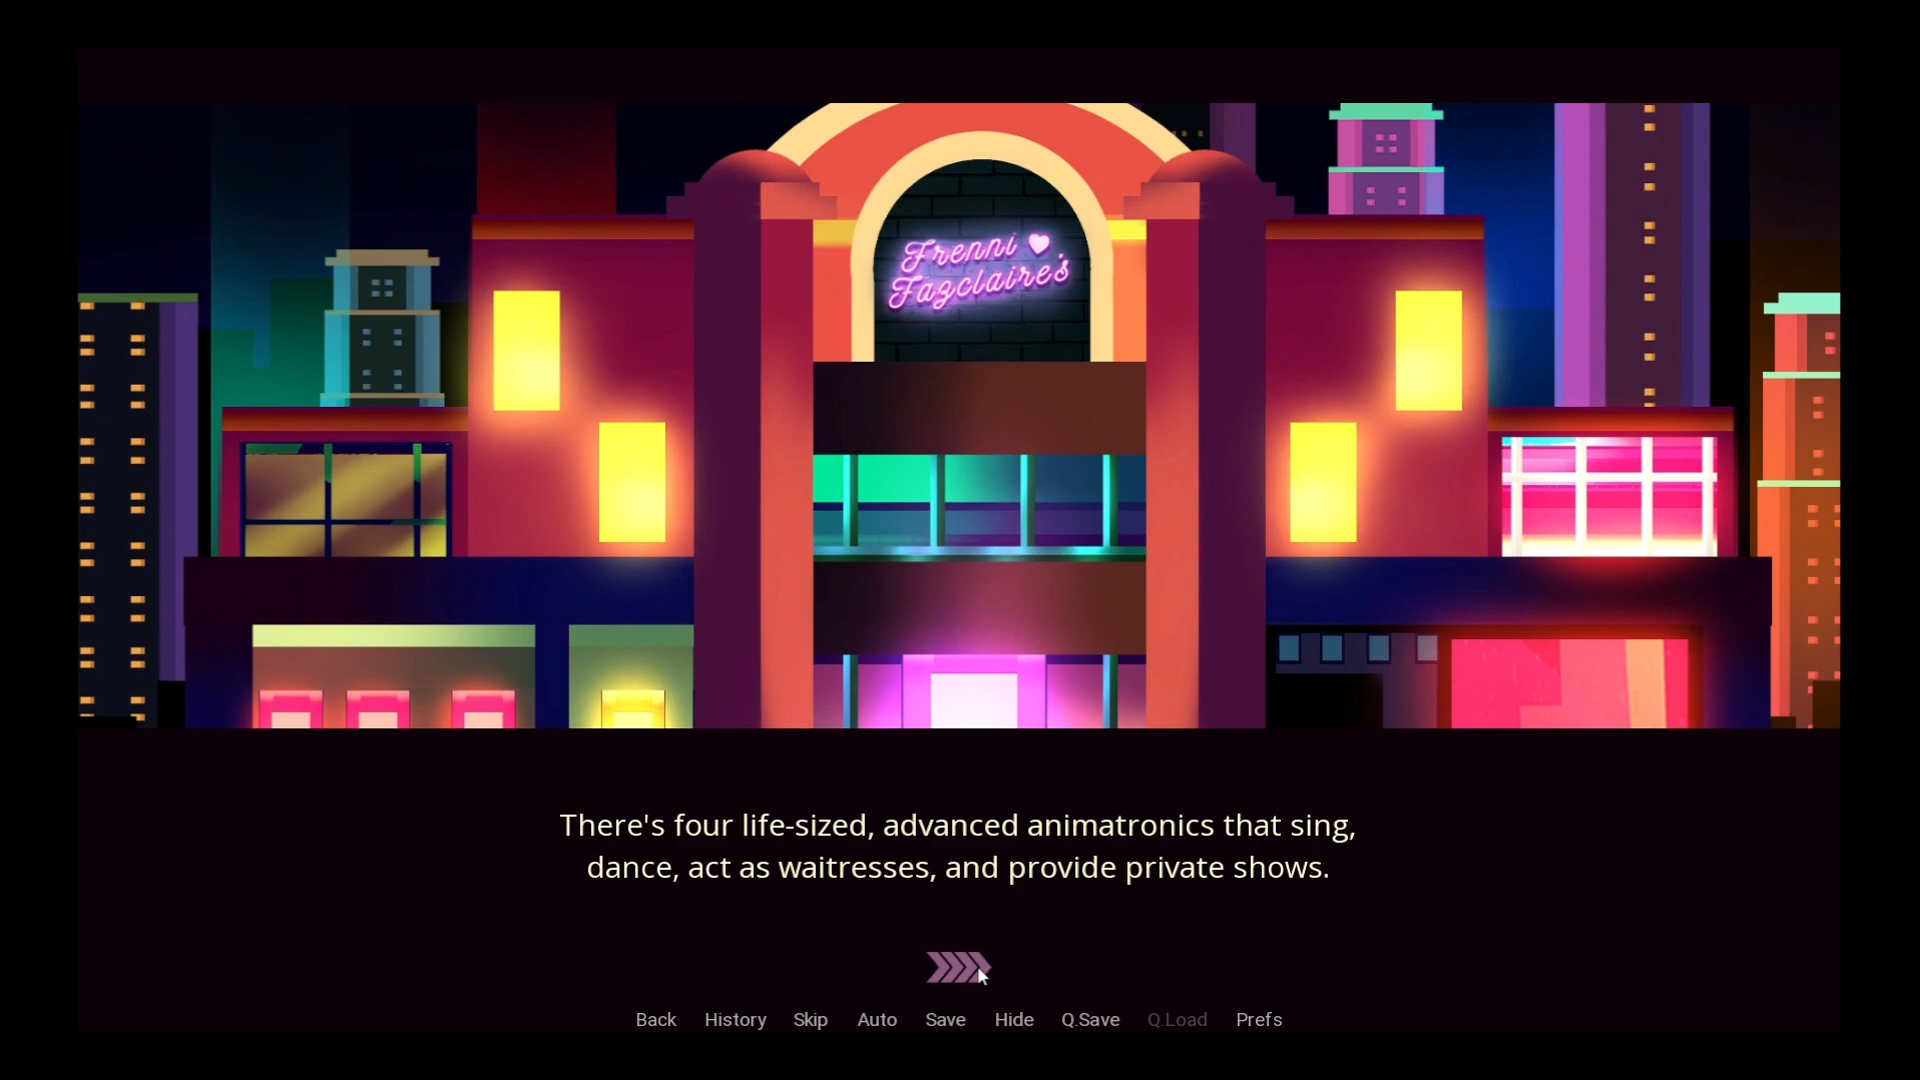 Frenni
Fazclaire's
There's four life-sized, advanced animatronics that sing,
dance, act as waitresses, and provide private shows.
Back History Skip Auto Save Hide Q.Save Q.Load Prefs